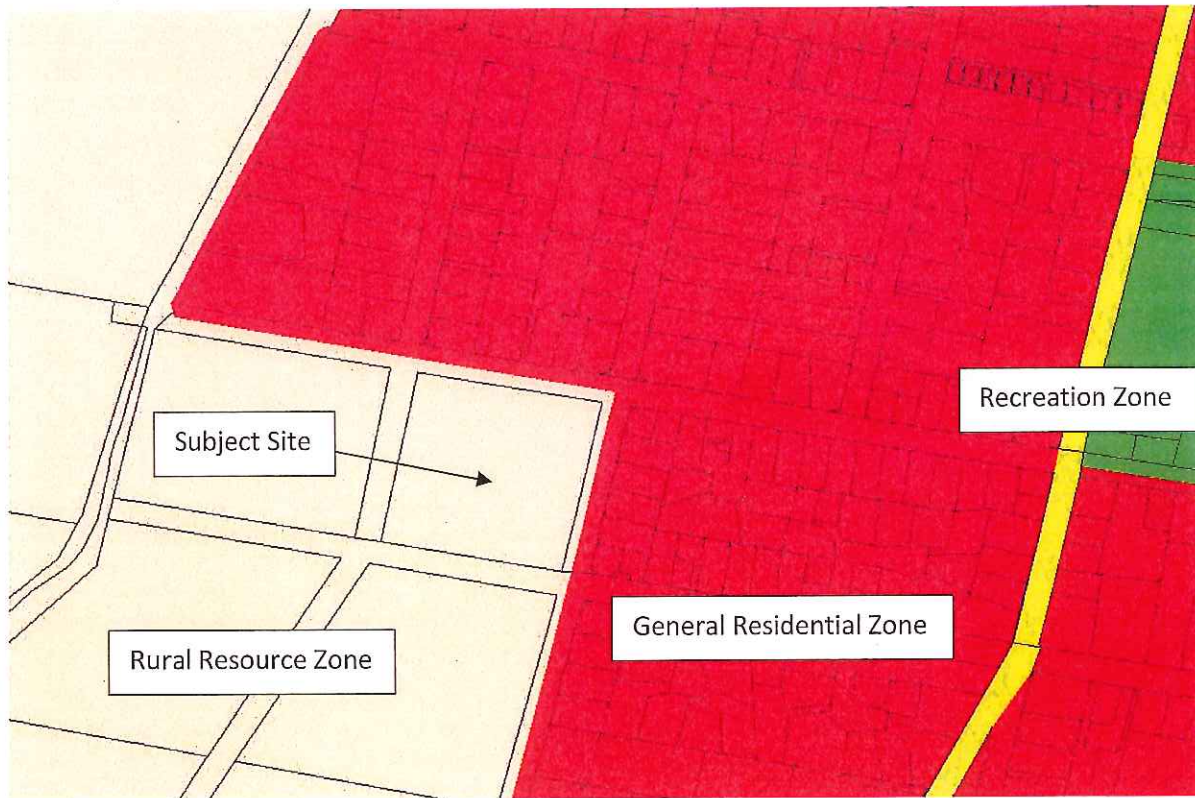 Recreation Zone
Subject Site
General Residential Zone
Rural Resource Zone